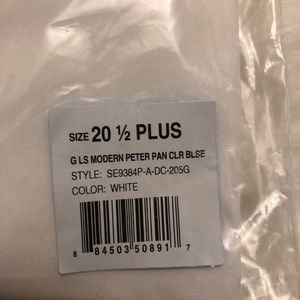 SIZE 20 ½ PLUS
G LS MODERN PETER PAN CLR BLSE
STYLE: SE9384P-A-DC-205G
COLOR: WHITE
8 84503 50891 7